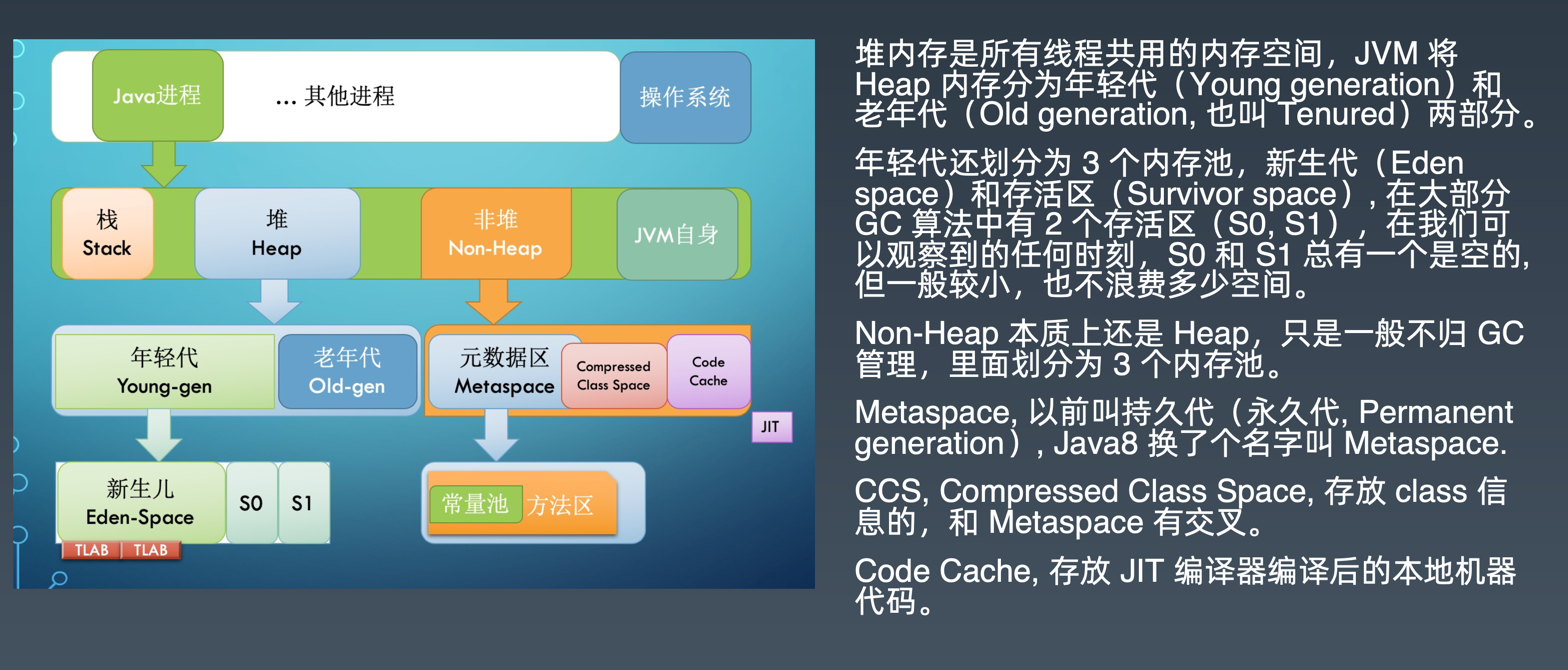 Java进程
... 其他进程
操作系统
栈
Stack
堆
Heap
非堆
Non-Heap
JVM自身
年轻代
Young-gen
老年代
Old-gen
元数据区
Metaspace
Compressed
Class Space
Code
Cache
JIT
新生儿
Eden-Space
S0
S1
常量池
方法区
TLAB
TLAB
堆内存是所有线程共用的内存空间，JVM 将
Heap 内存分为年轻代（Young generation）和
老年代（Old generation, 也叫 Tenured）两部分。
年轻代还划分为 3 个内存池，新生代（Eden
space）和存活区（Survivor space）, 在大部分
GC 算法中有 2 个存活区（S0, S1），在我们可
以观察到的任何时刻，S0 和 S1 总有一个是空的,
但一般较小，也不浪费多少空间。
Non-Heap 本质上还是 Heap，只是一般不归 GC
管理，里面划分为 3 个内存池。
Metaspace, 以前叫持久代（永久代, Permanent
generation）, Java8 换了个名字叫 Metaspace.
CCS, Compressed Class Space, 存放 class 信
息的，和 Metaspace 有交叉。
Code Cache, 存放 JIT 编译器编译后的本地机器
代码。